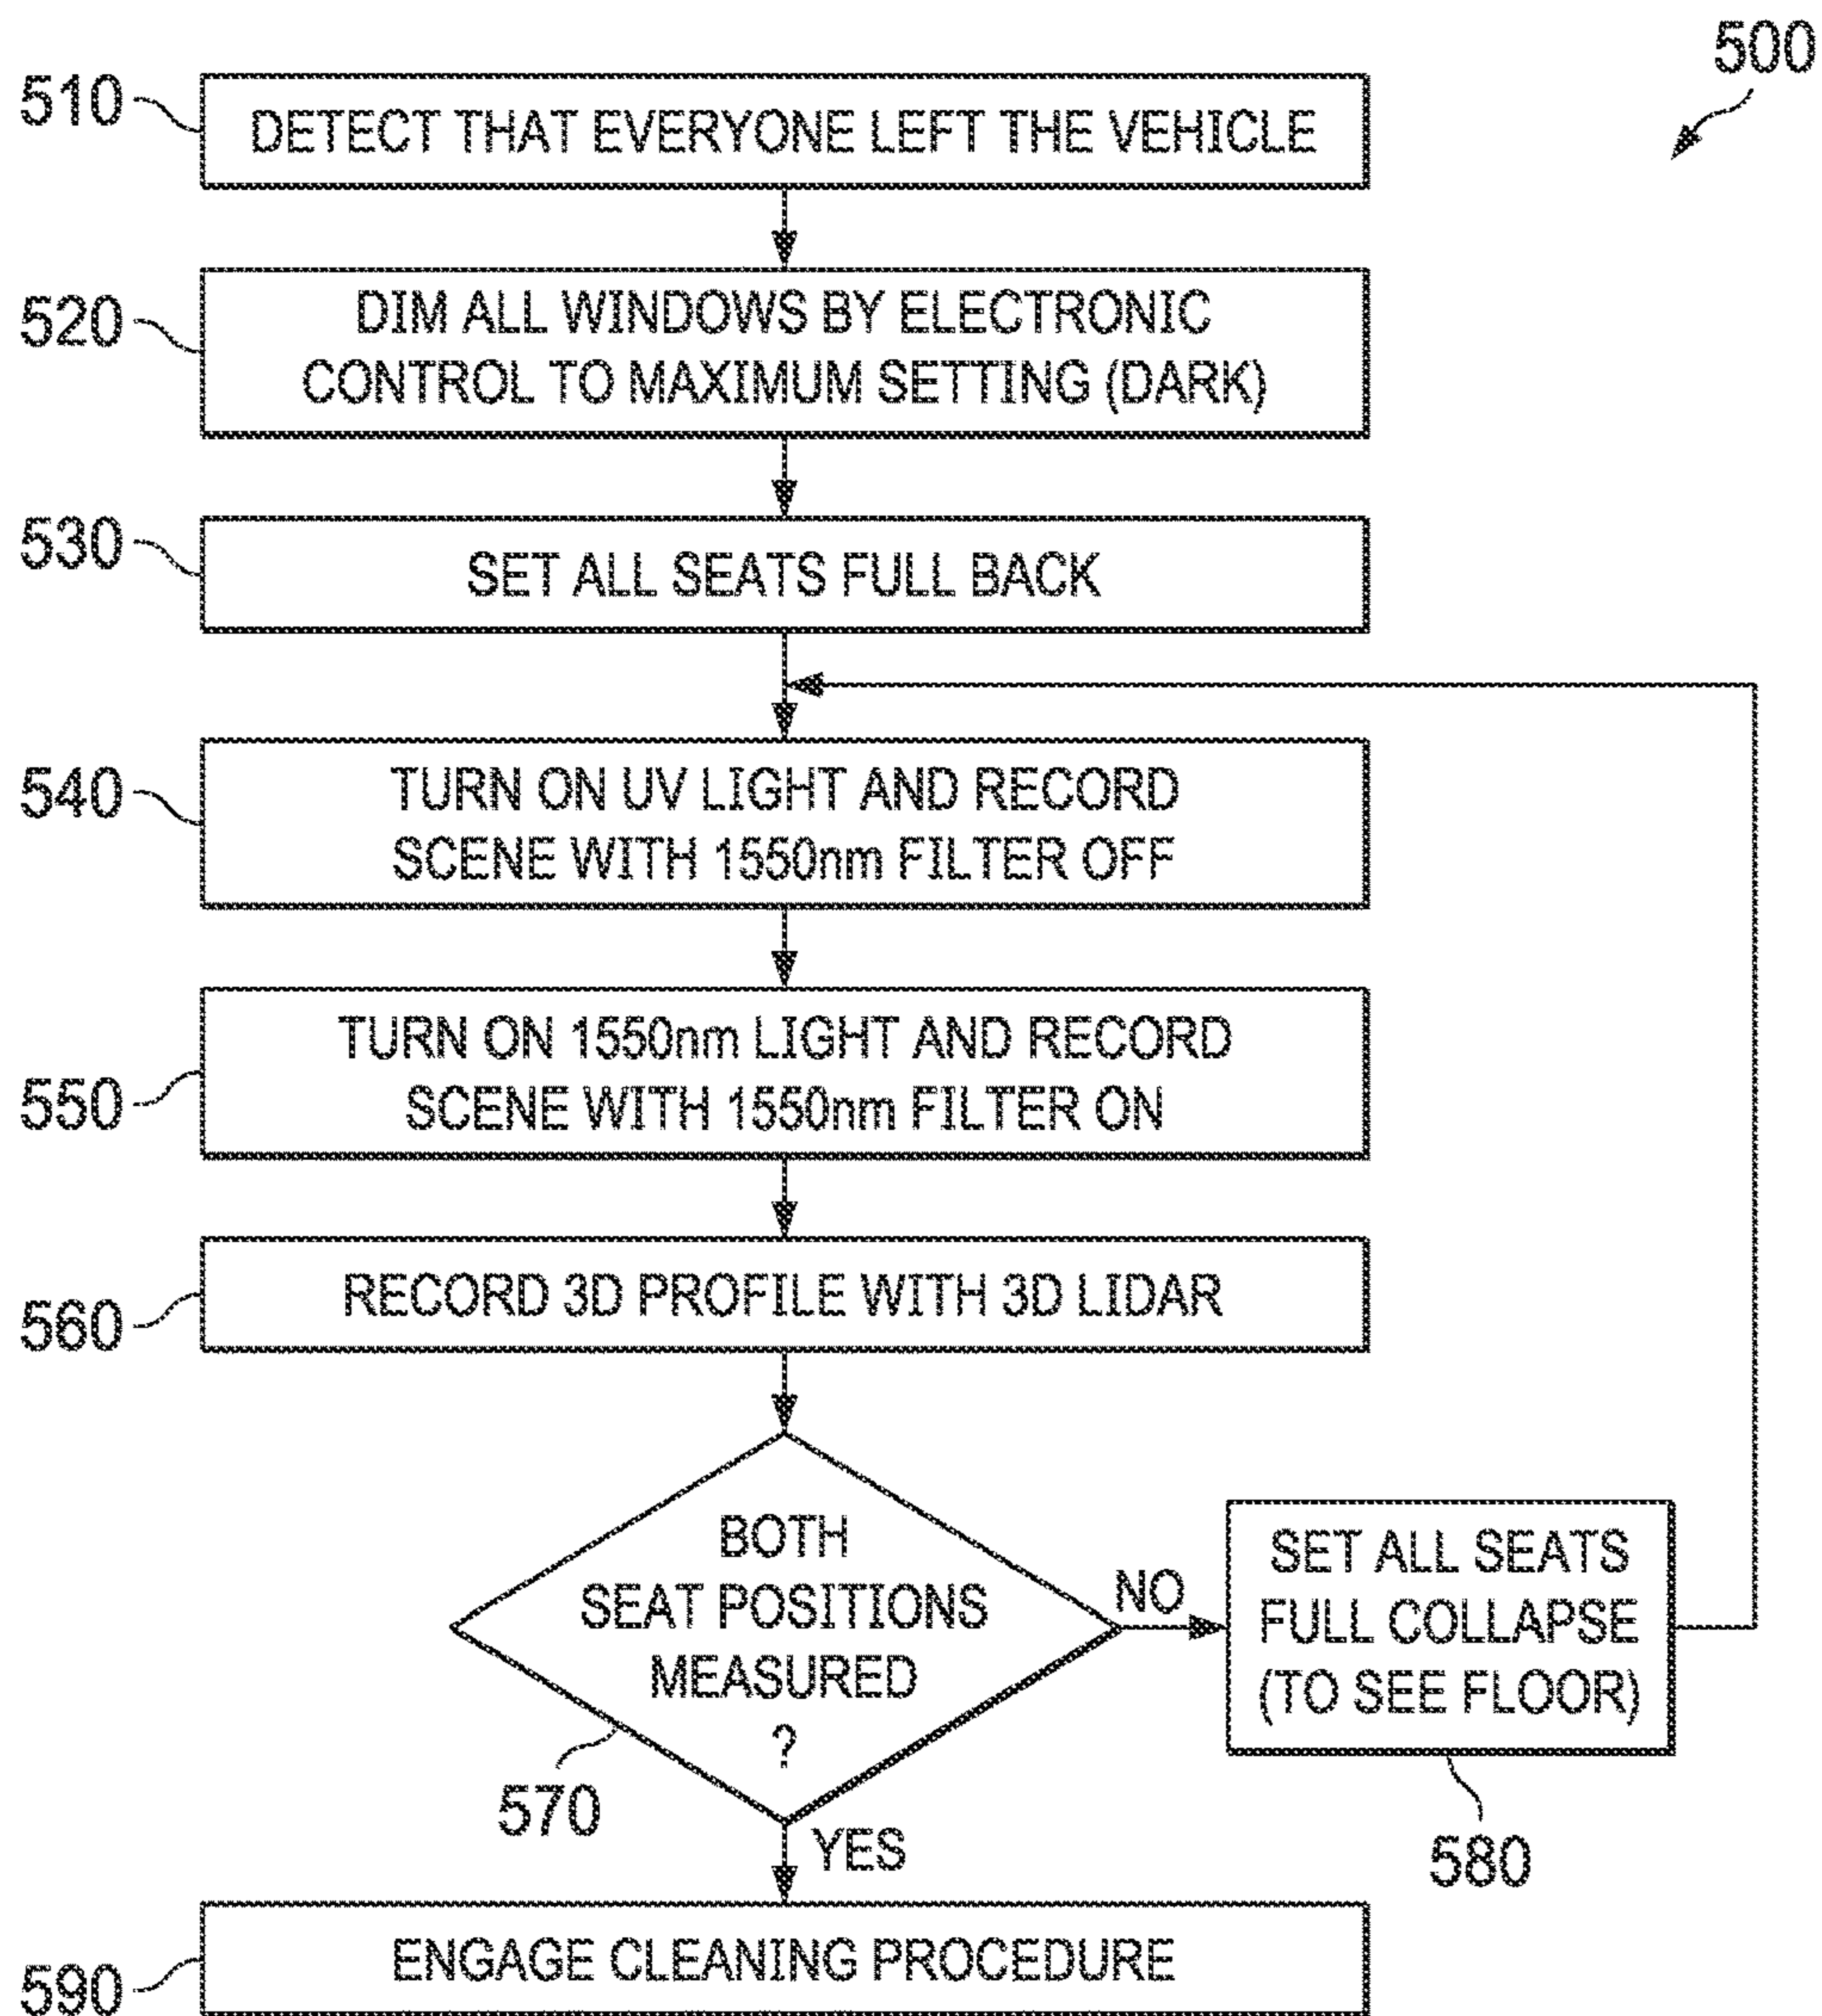 500
510
DETECT THAT EVERYONE LEFT THE VEHICLE
520
DIM ALL WINDOWS BY ELECTRONIC
CONTROL TO MAXIMUM SETTING (DARK)
530
SET ALL SEATS FULL BACK
540
TURN ON UV LIGHT AND RECORD
SCENE WITH 1550nm FILTER OFF
550
TURN ON 1550nm LIGHT AND RECORD
SCENE WITH 1550nm FILTER ON
560
RECORD 3D PROFILE WITH 3D LIDAR
BOTH
SEAT POSITIONS
MEASURED
?
570
NO
SET ALL SEATS
FULL COLLAPSE
(TO SEE FLOOR)
580
YES
590
ENGAGE CLEANING PROCEDURE